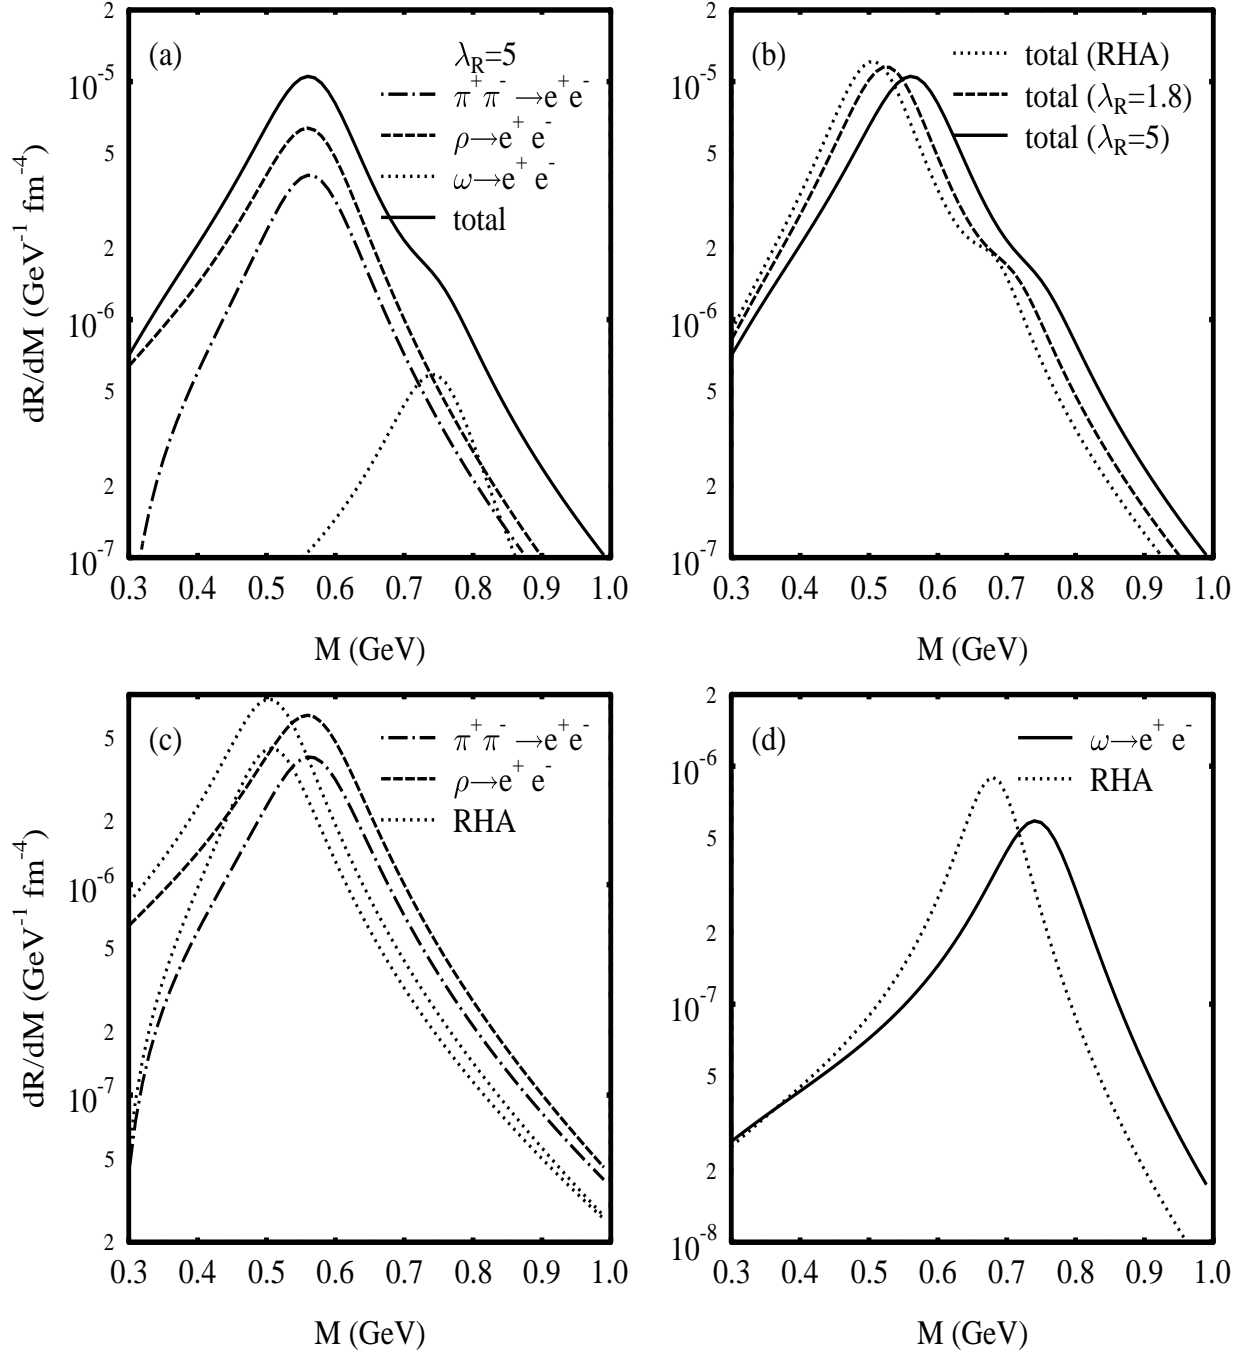 (a)
λ_R=5
π⁺π⁻→e⁺e⁻
ρ→e⁺ e⁻
ω→e⁺ e⁻
total
2
10⁻⁵
5
2
10⁻⁶
5
2
10⁻⁷
dR/dM (GeV⁻¹ fm⁻⁴)
0.3 0.4 0.5 0.6 0.7 0.8 0.9 1.0
M (GeV)
(b)
total (RHA)
total (λ_R=1.8)
total (λ_R=5)
2
10⁻⁵
5
2
10⁻⁶
5
2
10⁻⁷
0.3 0.4 0.5 0.6 0.7 0.8 0.9 1.0
M (GeV)
(c)
π⁺π⁻→e⁺e⁻
ρ→e⁺ e⁻
RHA
5
2
10⁻⁶
5
2
10⁻⁷
5
2
dR/dM (GeV⁻¹ fm⁻⁴)
0.3 0.4 0.5 0.6 0.7 0.8 0.9 1.0
M (GeV)
(d)
ω→e⁺ e⁻
RHA
2
10⁻⁶
5
2
10⁻⁷
5
2
10⁻⁸
0.3 0.4 0.5 0.6 0.7 0.8 0.9 1.0
M (GeV)